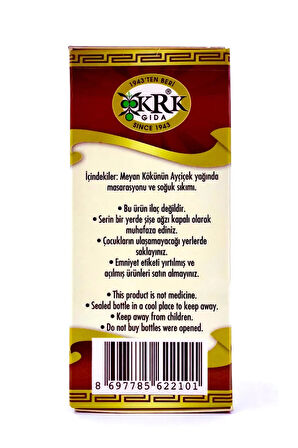 1943'TEN BERİ
KRK®
GIDA
SINCE 1943
İçindekiler: Meyan Kökünün Ayçiçek yağında
masarasyonu ve soğuk sıkımı.
• Bu ürün ilaç değildir.
• Serin bir yerde şişe ağzı kapalı olarak
muhafaza ediniz.
• Çocukların ulaşamayacağı yerlerde
saklayınız.
• Emniyet etiketi yırtılmış ve
açılmış ürünleri satın almayınız.
• This product is not medicine.
• Sealed bottle in a cool place to keep away.
• Keep away from children.
• Do not buy bottles were opened.
8 697785 622101